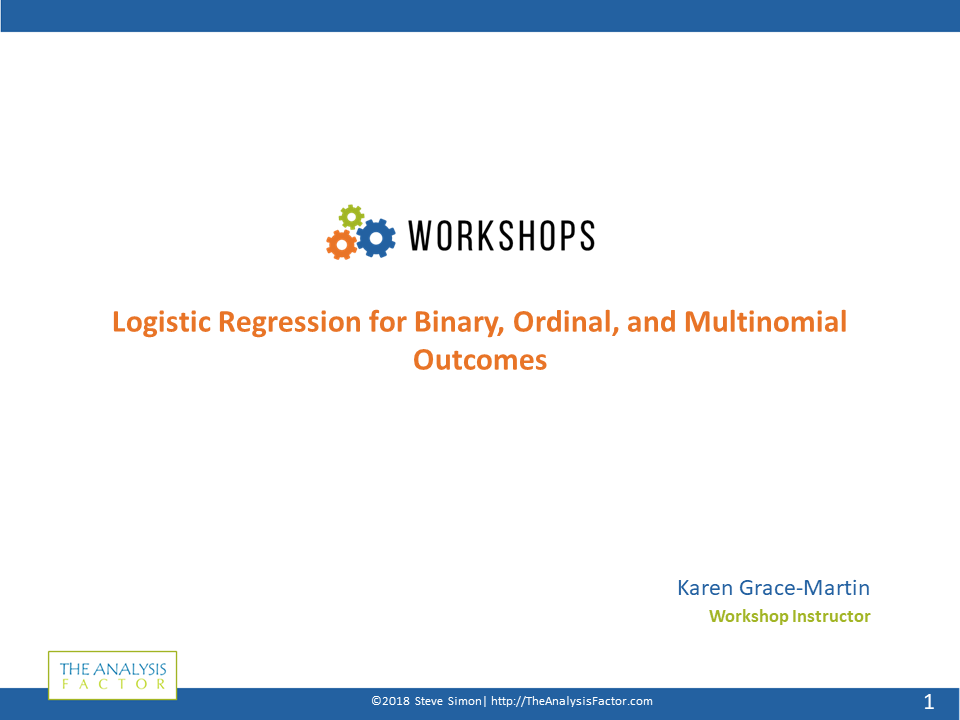 WORKSHOPS
Logistic Regression for Binary, Ordinal, and Multinomial
Outcomes
Karen Grace-Martin
Workshop Instructor
THE ANALYSIS
FACTOR
©2018 Steve Simon| http://TheAnalysisFactor.com
1